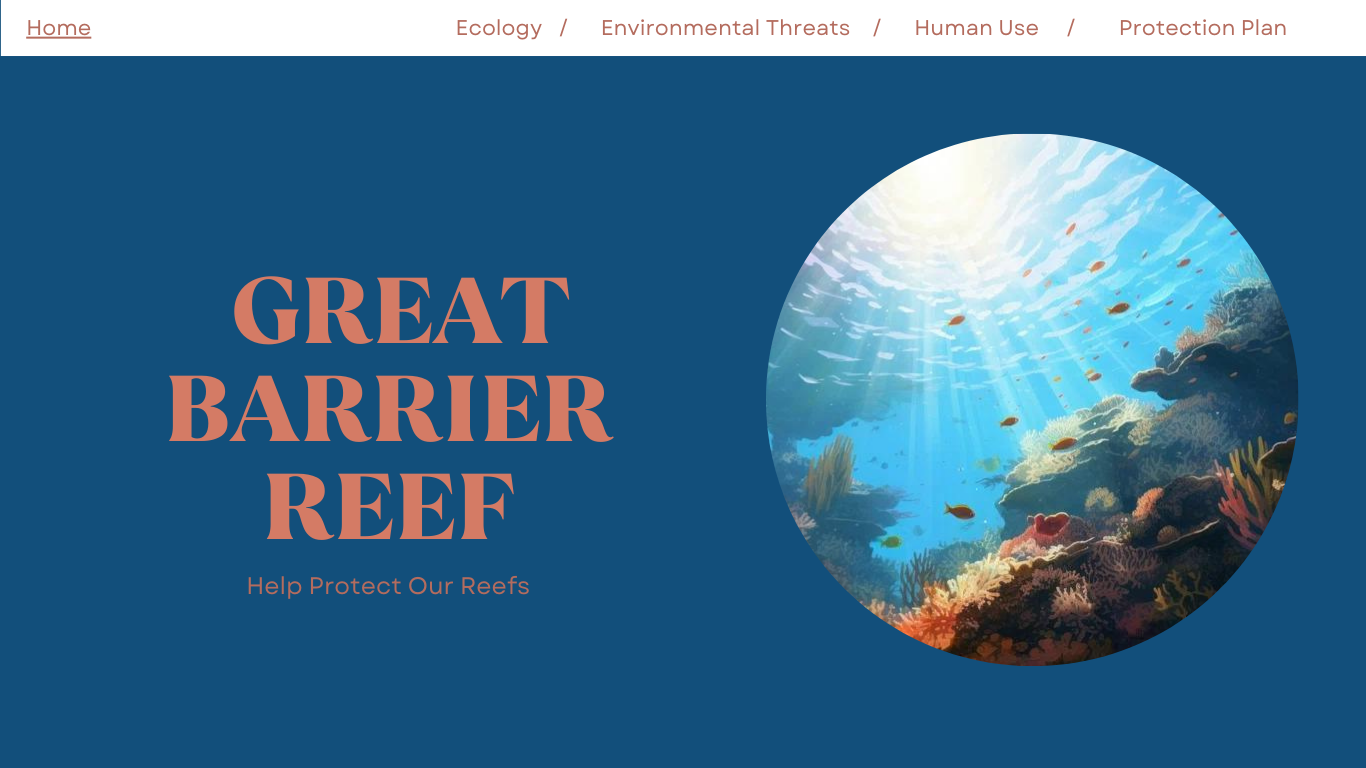 Home Ecology / Environmental Threats / Human Use / Protection Plan
GREAT
BARRIER
REEF
Help Protect Our Reefs